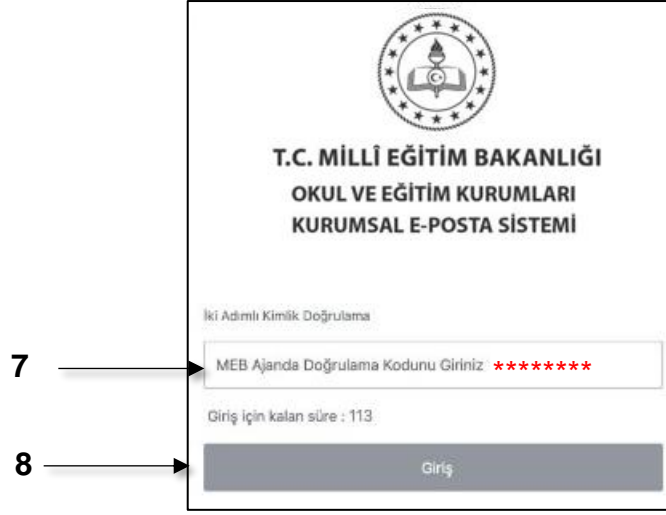 T.C. MİLLÎ EĞİTİM BAKANLIĞI
OKUL VE EĞİTİM KURUMLARI
KURUMSAL E-POSTA SİSTEMİ
İki Adımlı Kimlik Doğrulama
7
MEB Ajanda Doğrulama Kodunu Giriniz ********
Giriş için kalan süre : 113
8
Giriş